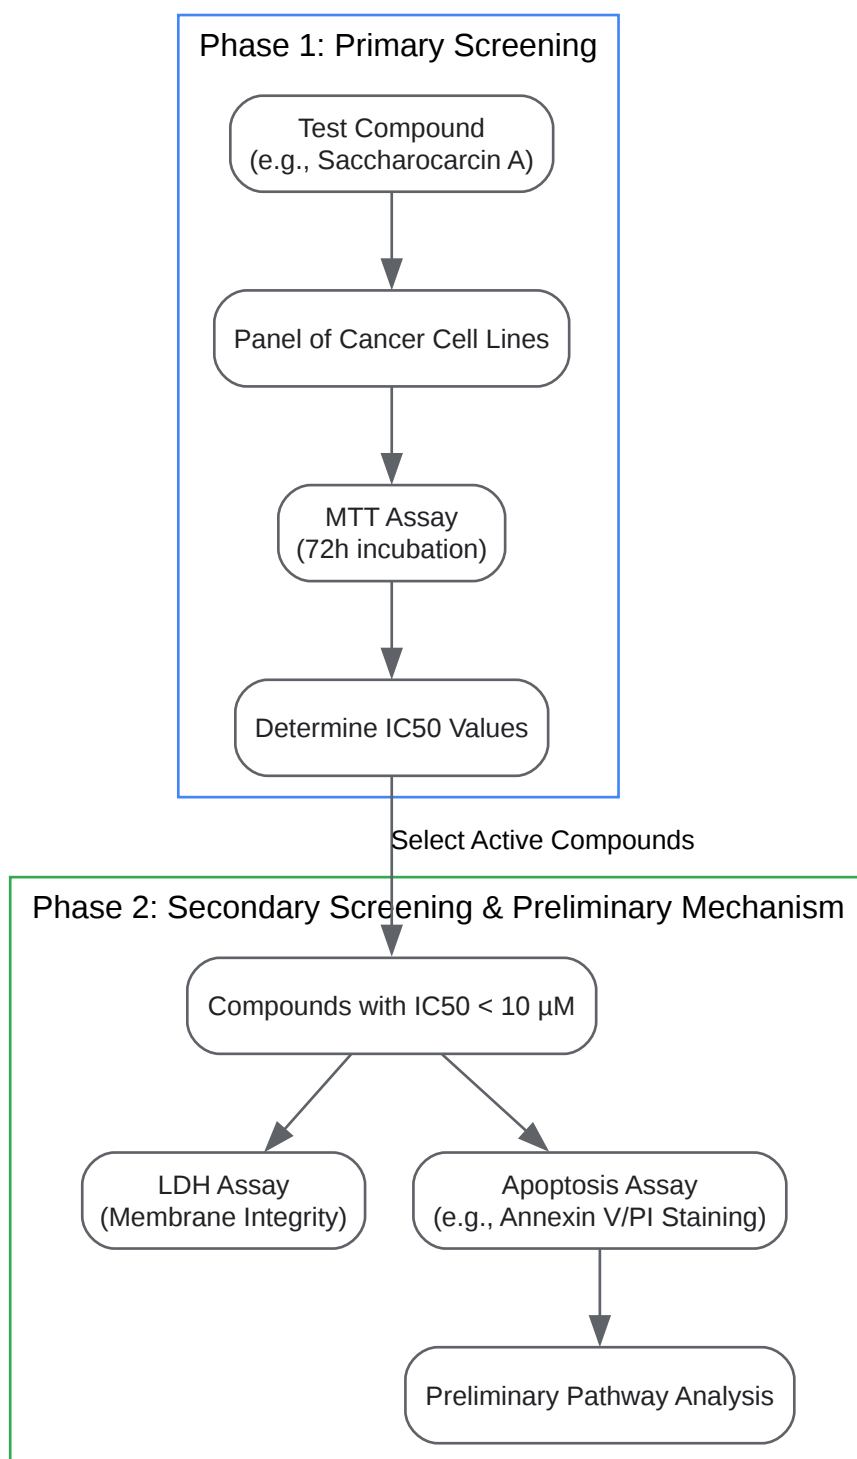 Phase 1: Primary Screening
Test Compound
(e.g., Saccharocarcin A)
Panel of Cancer Cell Lines
MTT Assay
(72h incubation)
Determine IC50 Values
Select Active Compounds
Phase 2: Secondary Screening & Preliminary Mechanism
Compounds with IC50 < 10 µM
LDH Assay
(Membrane Integrity)
Apoptosis Assay
(e.g., Annexin V/PI Staining)
Preliminary Pathway Analysis